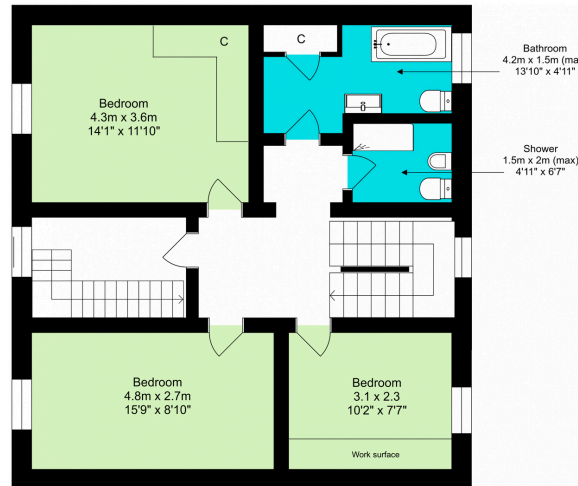 C
C
Bedroom
4.3m x 3.6m
14'1" x 11'10"
Bathroom
4.2m x 1.5m (ma
13'10" x 4'11"
Shower
1.5m x 2m (max)
4'11" x 6'7"
Bedroom
4.8m x 2.7m
15'9" x 8'10"
Bedroom
3.1 x 2.3
10'2" x 7'7"
Work surface